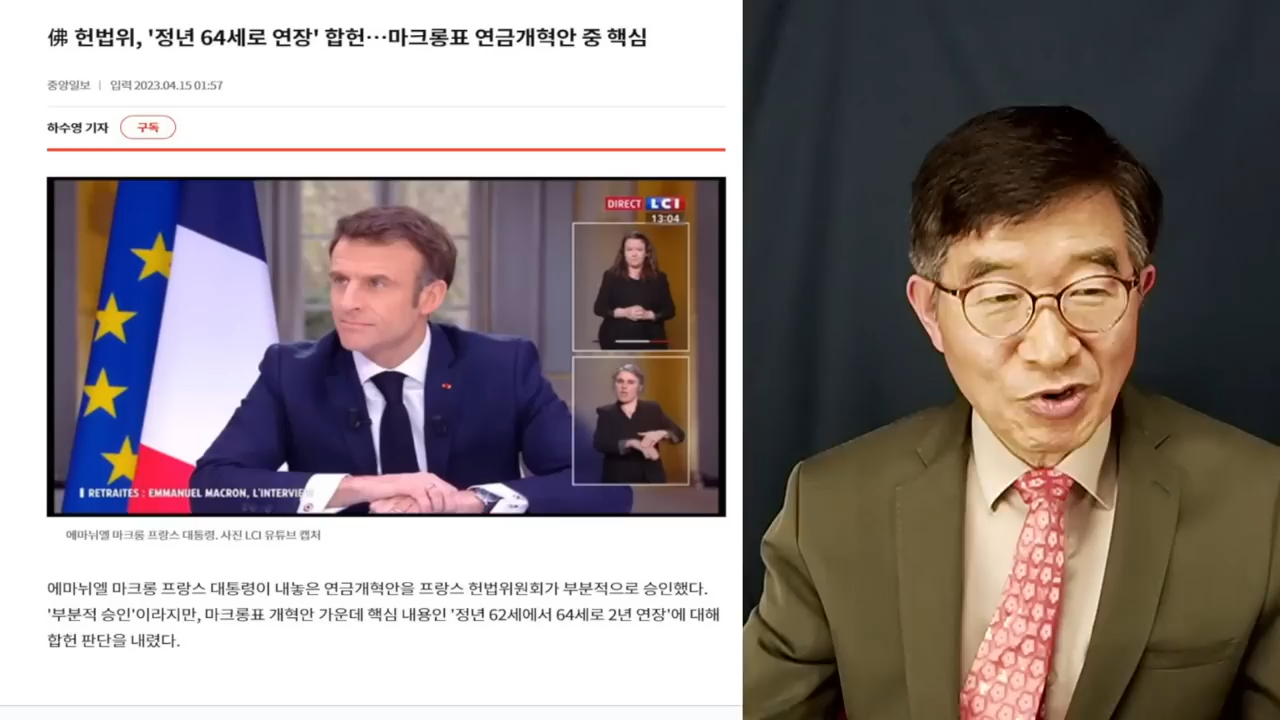 佛 헌법위, '정년 64세로 연장' 합헌…마크롱표 연금개혁안 중 핵심
중앙일보 | 입력 2023.04.15 01:57
하수영 기자 구독
DIRECT LCI
13:04
RETRAITES : EMMANUEL MACRON, L'INTERVIEW
에마뉘엘 마크롱 프랑스 대통령. 사진 LCI 유튜브 캡처
에마뉘엘 마크롱 프랑스 대통령이 내놓은 연금개혁안을 프랑스 헌법위원회가 부분적으로 승인했다.
'부분적 승인'이라지만, 마크롱표 개혁안 가운데 핵심 내용인 '정년 62세에서 64세로 2년 연장'에 대해
합헌 판단을 내렸다.